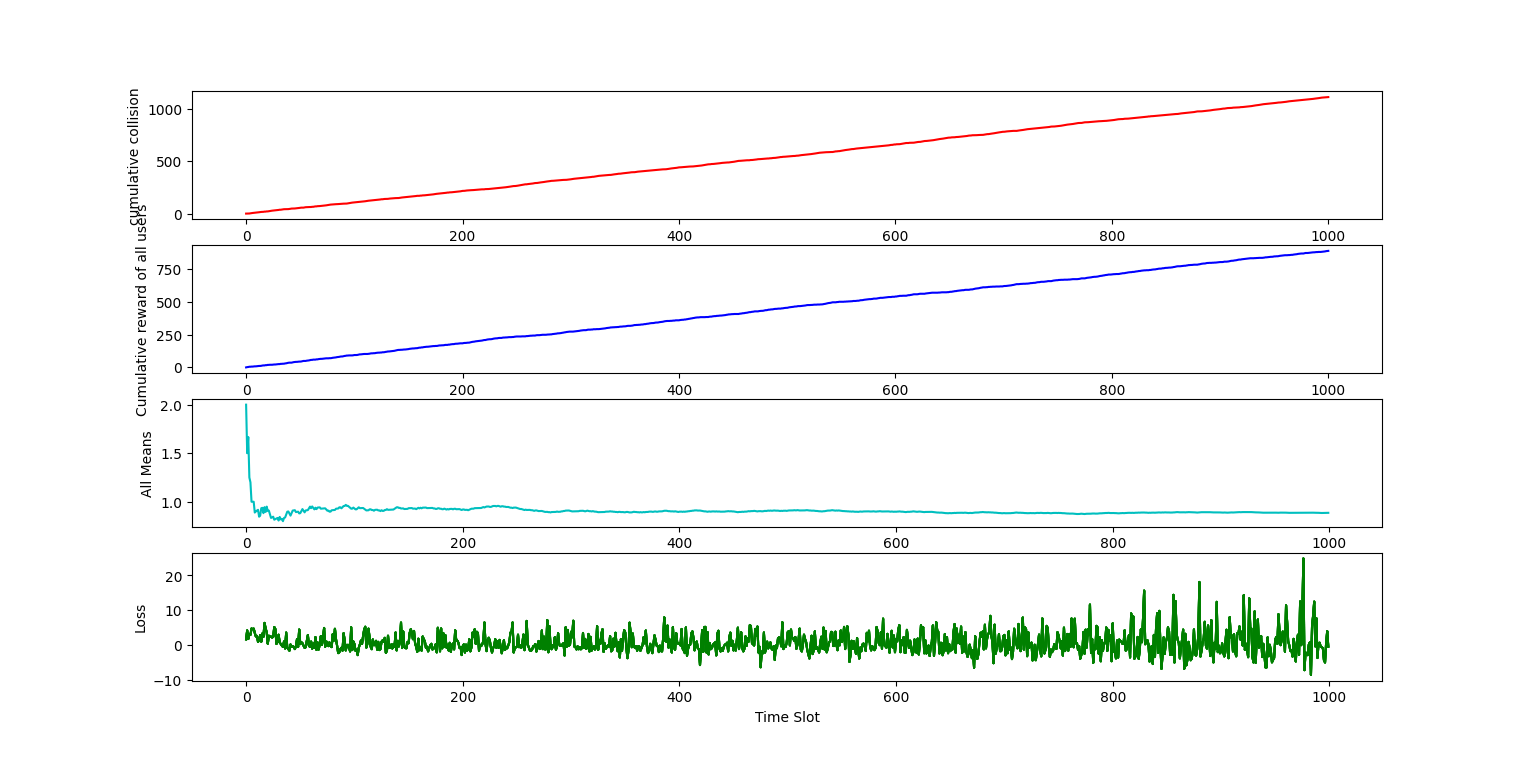 cumulative collision
1000
500
0
0 200 400 600 800 1000
Cumulative reward of all users
750
500
250
0
0 200 400 600 800 1000
All Means
2.0
1.5
1.0
0 200 400 600 800 1000
Loss
20
10
0
−10
0 200 400 600 800 1000
Time Slot